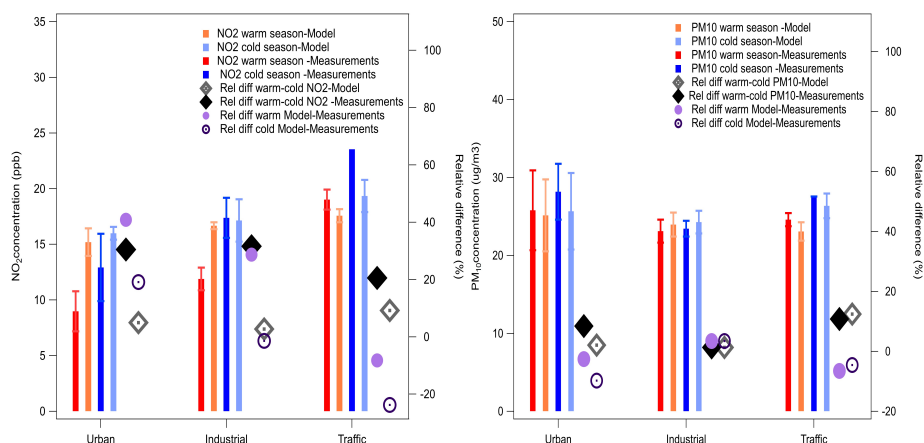 35
30
25
20
15
10
5
0
NO2concentration (ppb)
NO2 warm season-Model
NO2 cold season-Model
NO2 warm season-Measurements
NO2 cold season -Measurements
Rel diff warm-cold NO2-Model
Rel diff warm-cold NO2 -Measurements
Rel diff warm Model-Measurements
Rel diff cold Model-Measurements
100
80
60
40
20
0
-20
Relative difference (%)
Urban
Industrial
Traffic
50
40
30
20
10
0
PM10concentration (ug/m3)
PM10 warm season -Model
PM10 cold season-Model
PM10 warm season -Measurements
PM10 cold season -Measurements
Rel diff warm-cold PM10-Model
Rel diff warm-cold PM10-Measurements
Rel diff warm Model-Measurements
Rel diff cold Model-Measurements
100
80
60
40
20
0
-20
Relative difference (%)
Urban
Industrial
Traffic